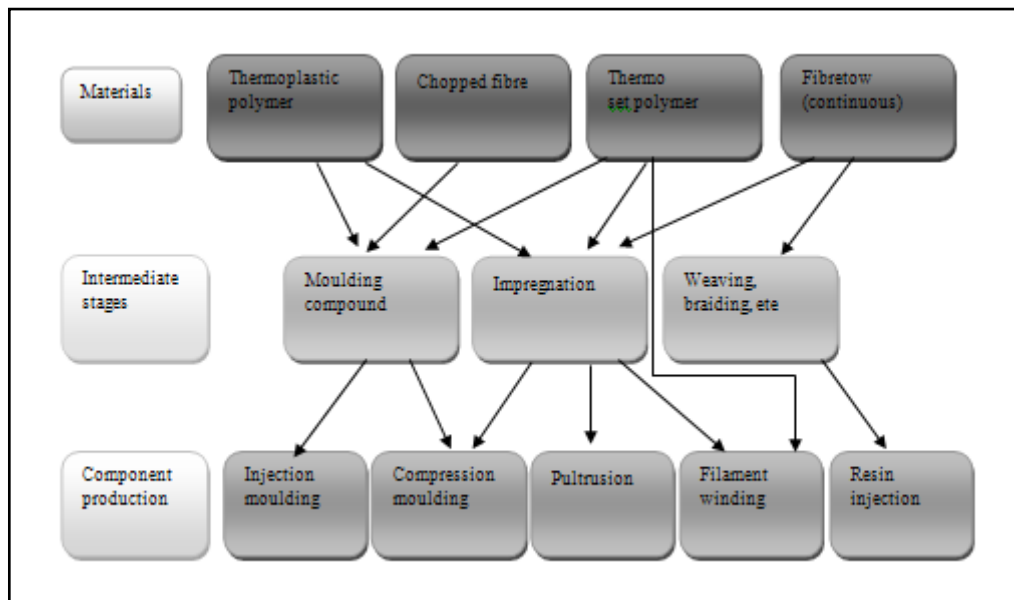 Materials
Thermoplastic
polymer
Chopped fibre
Thermo
set polymer
Fibretow
(continuous)
Intermediate
stages
Moulding
compound
Impregnation
Weaving,
braiding, ete
Component
production
Injection
moulding
Compression
moulding
Pultrusion
Filament
winding
Resin
injection